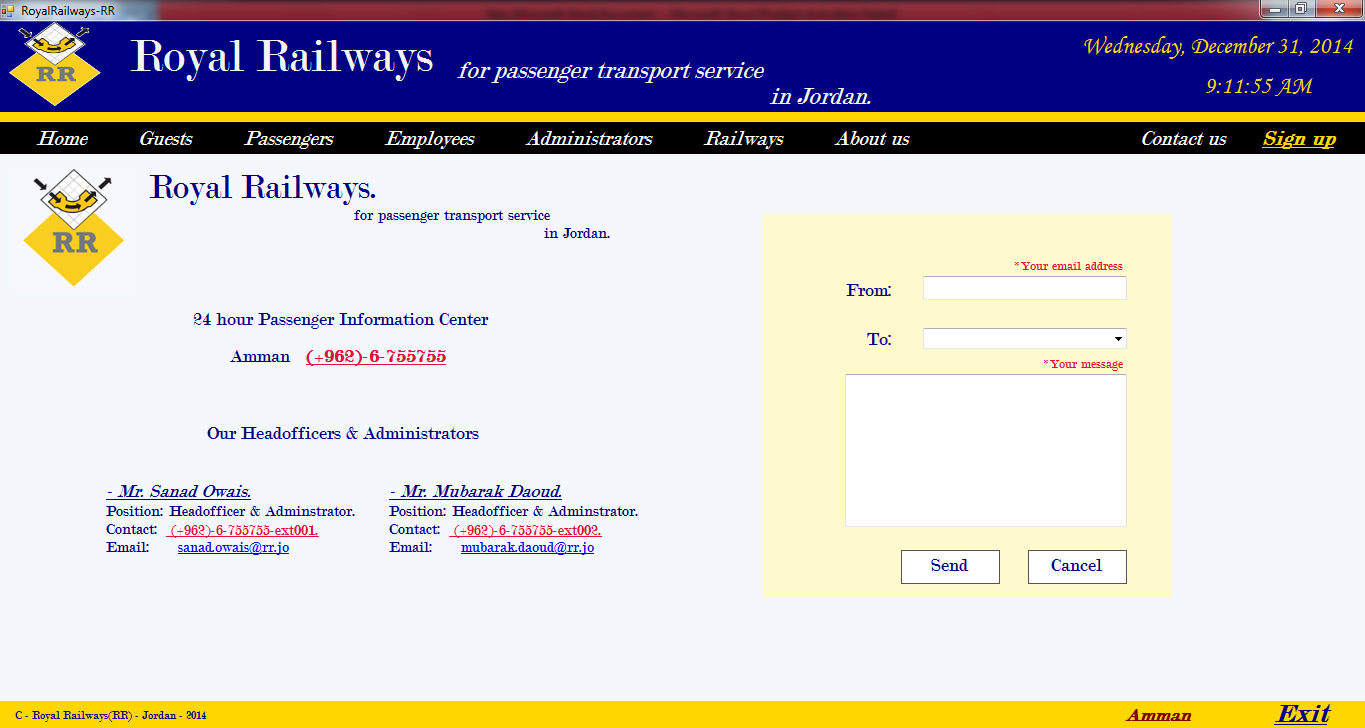 RoyalRailways-RR
RR
Royal Railways
for passenger transport service
in Jordan.
Wednesday, December 31, 2014
9:11:55 AM
Home Guests Passengers Employees Administrators Railways About us Contact us Sign up
RR
Royal Railways.
for passenger transport service
in Jordan.
24 hour Passenger Information Center
Amman (+962)-6-755755
Our Headofficers & Administrators
- Mr. Sanad Owais.
Position: Headofficer & Adminstrator.
Contact: (+962)-6-755755-ext001.
Email: sanad.owais@rr.jo
- Mr. Mubarak Daoud.
Position: Headofficer & Adminstrator.
Contact: (+962)-6-755755-ext002.
Email: mubarak.daoud@rr.jo
*Your email address
From:
To:
*Your message
Send Cancel
C - Royal Railways(RR) - Jordan - 2014
Amman
Exit